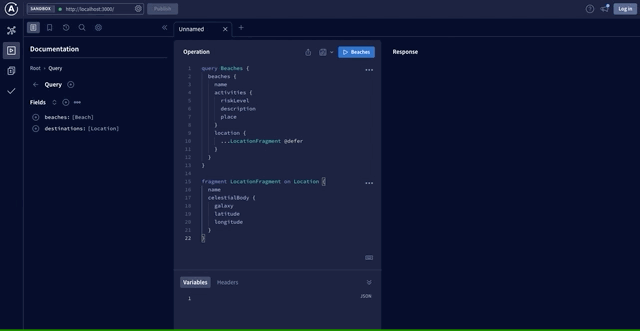 SANDBOX
http://localhost:3000/
Publish
Log in
Documentation
Root › Query
Query
Fields
beaches: [Beach]
destinations: [Location]
Unnamed
Operation
Beaches
1 query Beaches {
2 beaches {
3 name
4 activities {
5 riskLevel
6 description
7 place
8 }
9 location {
10 ...LocationFragment @defer
11 }
12 }
13 }
14
15 fragment LocationFragment on Location {
16 name
17 celestialBody {
18 galaxy
19 latitude
20 longitude
21 }
22 }
Variables Headers
1
JSON
Response